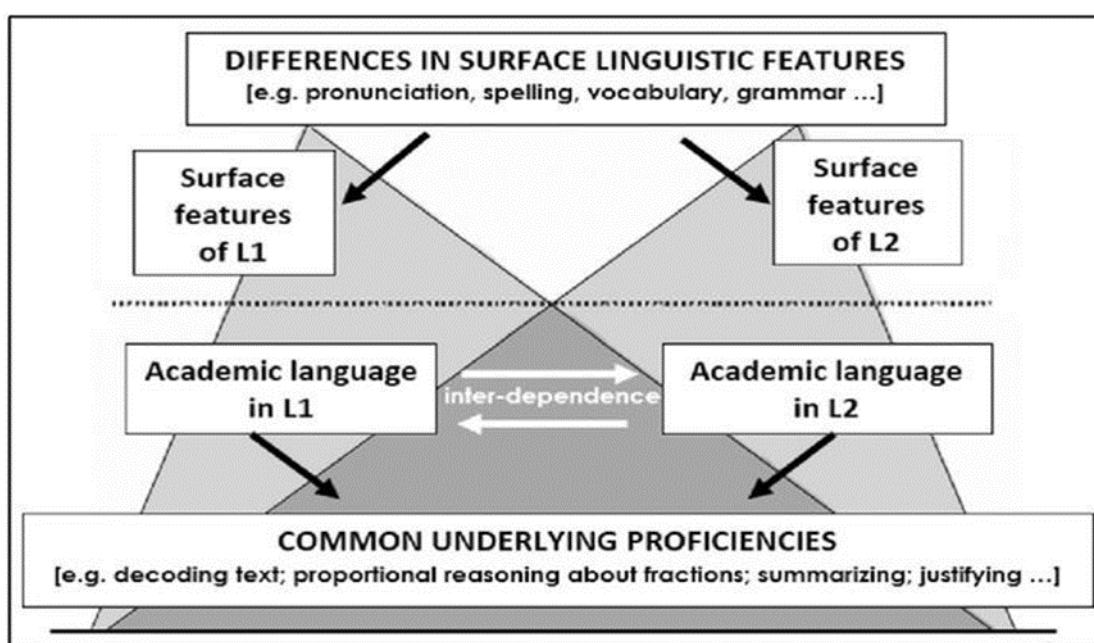 DIFFERENCES IN SURFACE LINGUISTIC FEATURES
[e.g. pronunciation, spelling, vocabulary, grammar ...]
Surface
features
of L1
Surface
features
of L2
Academic language
in L1
inter-dependence
Academic language
in L2
COMMON UNDERLYING PROFICIENCIES
[e.g. decoding text; proportional reasoning about fractions; summarizing; justifying ...]